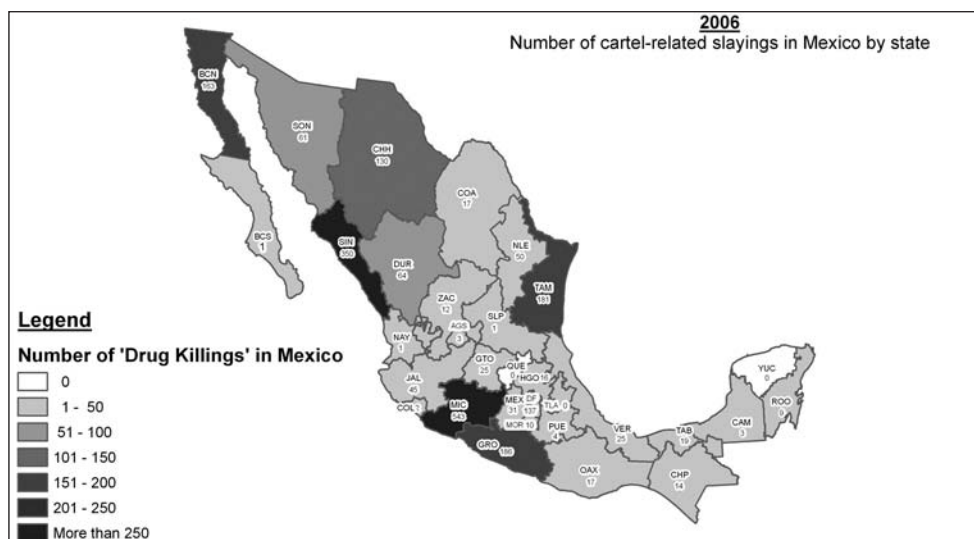 2006
Number of cartel-related slayings in Mexico by state
BCN
163
SON
61
CHH
130
COA
17
BCS
1
SIN
350
DUR
64
NLE
50
TAM
181
ZAC
12
SLP
1
AGS
3
NAY
1
GTO
25
QUE
0
HGO 16
JAL
45
COL
MIC
543
MEX
31
DF
137
TLA 0
MOR 10
PUE
4
VER
25
GRO 186
OAX
17
TAB
19
CHP
14
CAM
3
YUC
0
ROO
9
Legend
Number of 'Drug Killings' in Mexico
0
1 - 50
51 - 100
101 - 150
151 - 200
201 - 250
More than 250